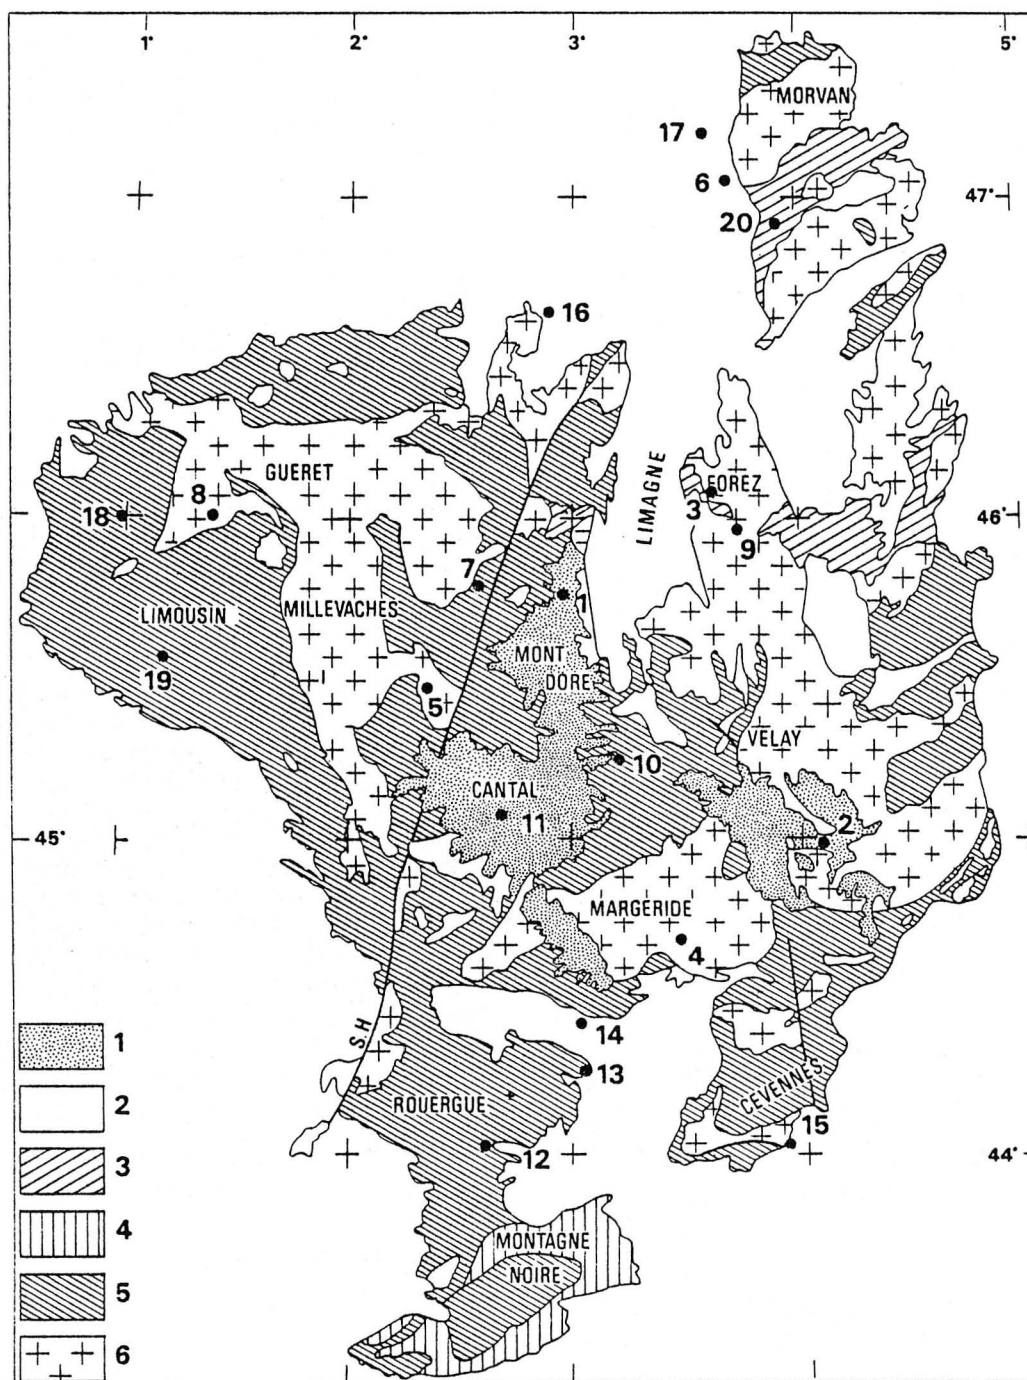 1° 2° 3° 5°
MORVAN
17
6
47°
20
16
GUERET
LIMAGNE
FOREZ
3
8
18
46°
9
7
1
LIMOUSIN
MILLEVACHES
MONT
DORE
19
5
VELAY
10
CANTAL
11
2
45°
MARGERIDE
4
S.H
14
1
13
CEVENNES
2
ROUERGUE
15
12
44°
3
4
MONTAGNE
NOIRE
5
6